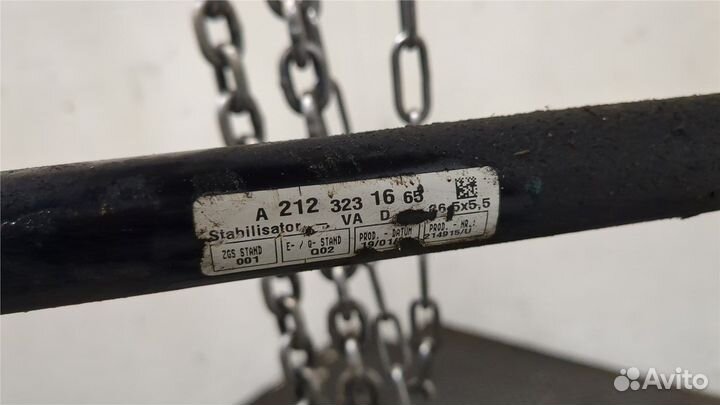 A 212 323 16 65
Stabilisator VA D 26,5x5,5
ZGS STAND E-/Q-STAND PROD.-DATUM PROD.-NR.:
001 Q02 19/01 214915/U
Avito